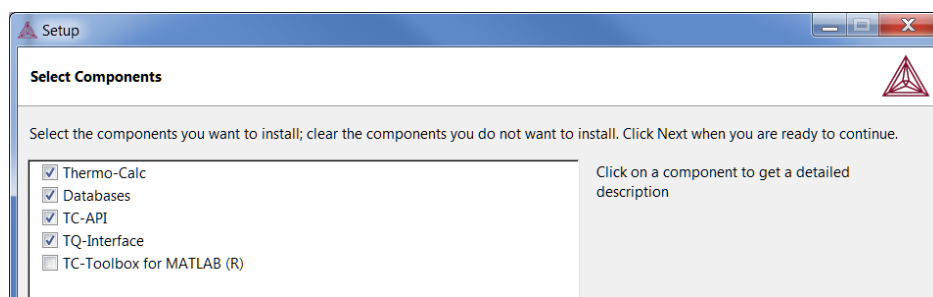 Setup
Select Components
Select the components you want to install; clear the components you do not want to install. Click Next when you are ready to continue.
Thermo-Calc
Databases
TC-API
TQ-Interface
TC-Toolbox for MATLAB (R)
Click on a component to get a detailed
description